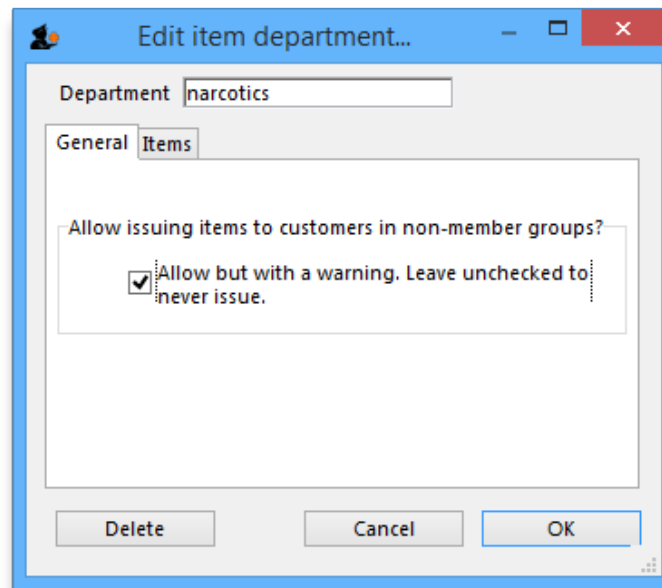 Edit item department...
Department narcotics
General Items
Allow issuing items to customers in non-member groups?
Allow but with a warning. Leave unchecked to
never issue.
Delete Cancel OK